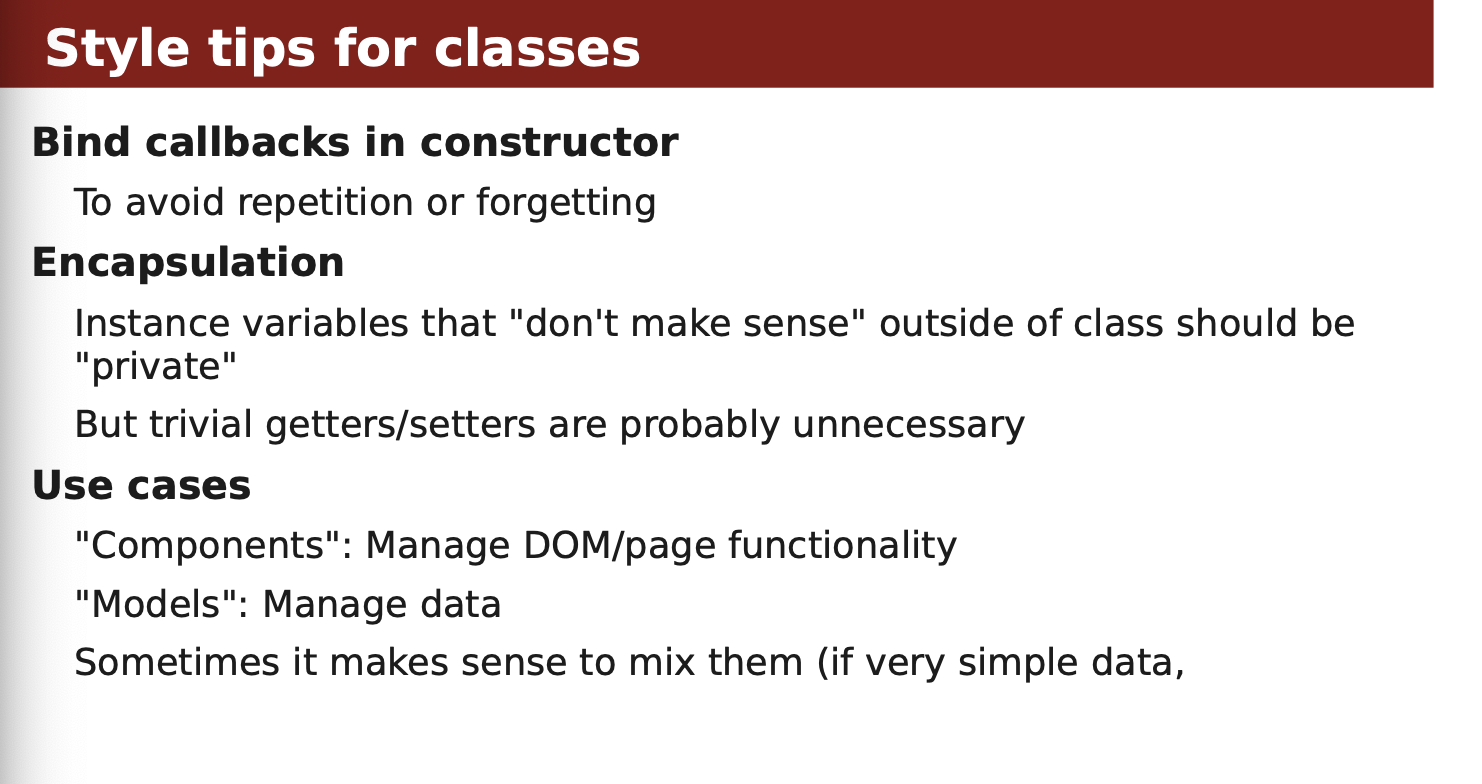 Style tips for classes
Bind callbacks in constructor
To avoid repetition or forgetting
Encapsulation
Instance variables that "don't make sense" outside of class should be
"private"
But trivial getters/setters are probably unnecessary
Use cases
"Components": Manage DOM/page functionality
"Models": Manage data
Sometimes it makes sense to mix them (if very simple data,